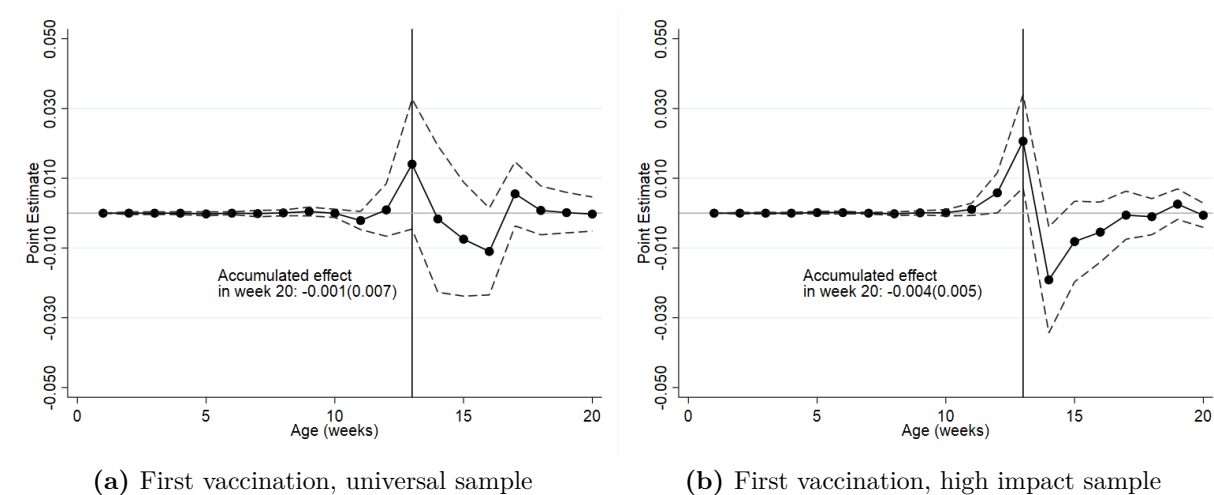 0.050
0.030
0.010
-0.010
-0.030
-0.050
Point Estimate
Accumulated effect
in week 20: -0.001(0.007)
0
5
10
15
20
Age (weeks)
(a) First vaccination, universal sample
0.050
0.030
0.010
-0.010
-0.030
-0.050
Point Estimate
Accumulated effect
in week 20: -0.004(0.005)
0
5
10
15
20
Age (weeks)
(b) First vaccination, high impact sample